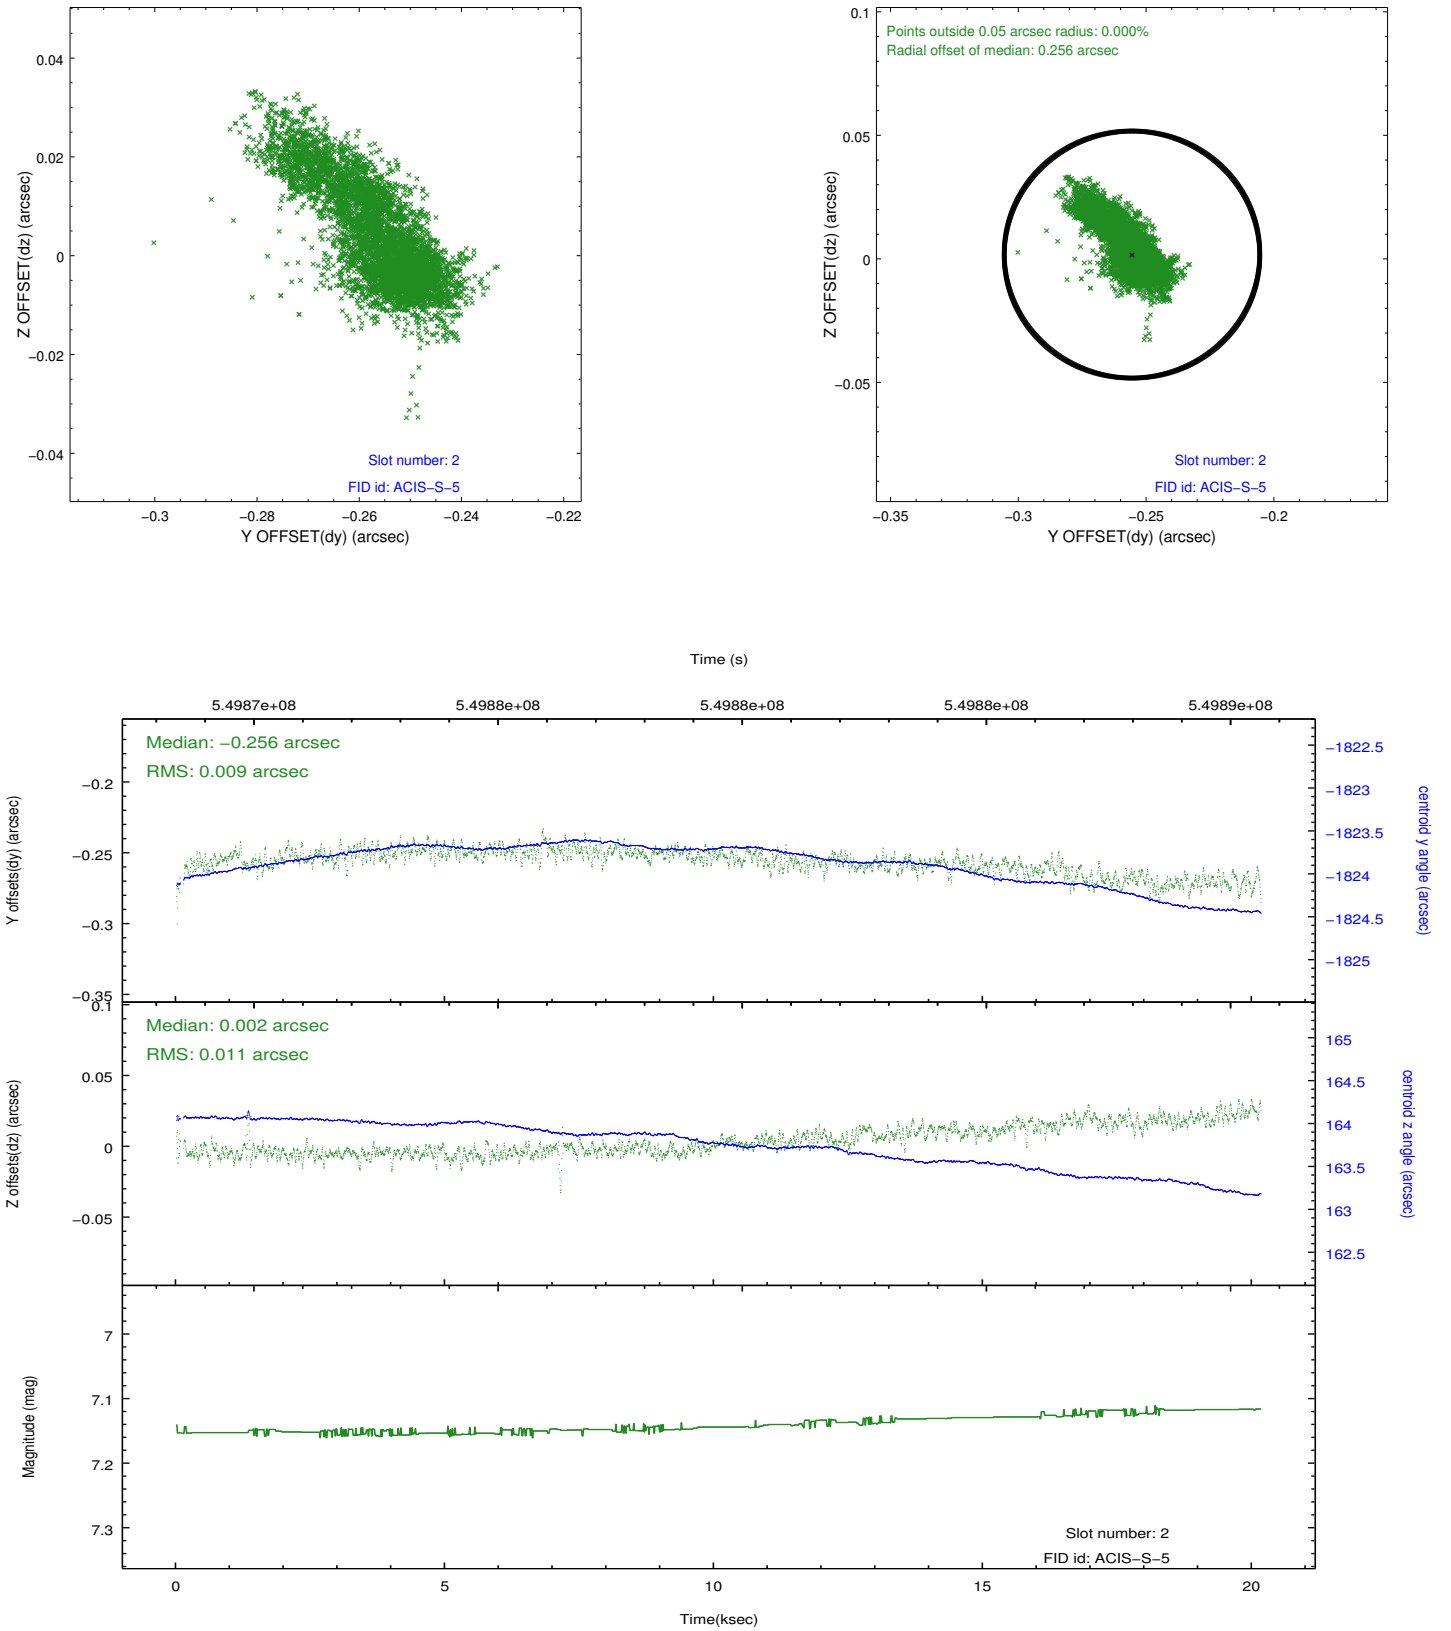 0.04
0.02
0
−0.02
−0.04
Z OFFSET(dz) (arcsec)
Slot number: 2
FID id: ACIS−S−5
−0.3
−0.28
−0.26
−0.24
−0.22
Y OFFSET(dy) (arcsec)
0.1
0.05
0
−0.05
Z OFFSET(dz) (arcsec)
Points outside 0.05 arcsec radius: 0.000%
Radial offset of median: 0.256 arcsec
Slot number: 2
FID id: ACIS−S−5
−0.35
−0.3
−0.25
−0.2
Y OFFSET(dy) (arcsec)
Time (s)
5.4987e+08
5.4988e+08
5.4988e+08
5.4988e+08
5.4989e+08
Median: −0.256 arcsec
RMS: 0.009 arcsec
−0.2
−0.25
−0.3
−0.35
Y offsets(dy) (arcsec)
−1822.5
−1823
−1823.5
−1824
−1824.5
−1825
centroid y angle (arcsec)
Median: 0.002 arcsec
RMS: 0.011 arcsec
0.1
0.05
0
−0.05
Z offsets(dz) (arcsec)
165
164.5
164
163.5
163
162.5
centroid z angle (arcsec)
7
7.1
7.2
7.3
Magnitude (mag)
Slot number: 2
FID id: ACIS−S−5
0
5
10
15
20
Time(ksec)